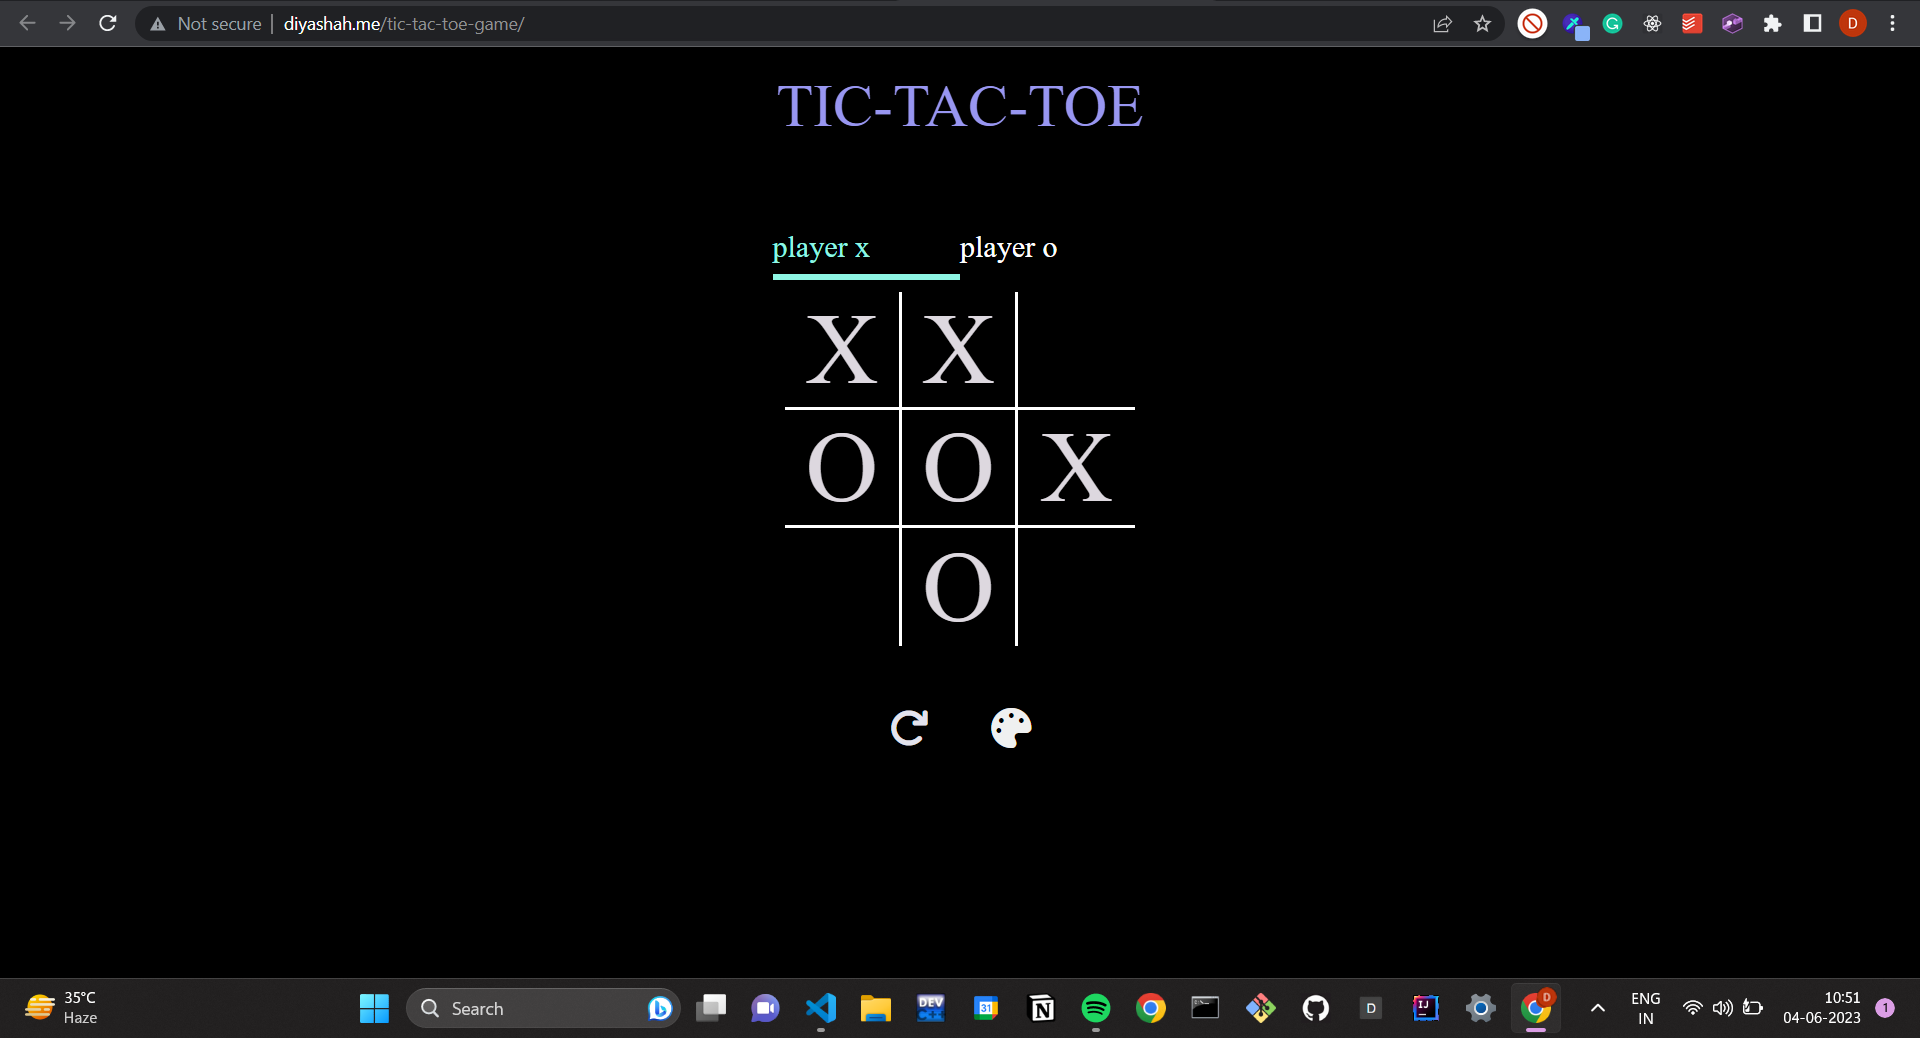 Not secure | diyashah.me/tic-tac-toe-game/
D
TIC-TAC-TOE
player x player o
X X
O O X
O
35°C
Haze
Search
DEV
C++
31
D
IJ
D
ENG
IN
10:51
04-06-2023
1